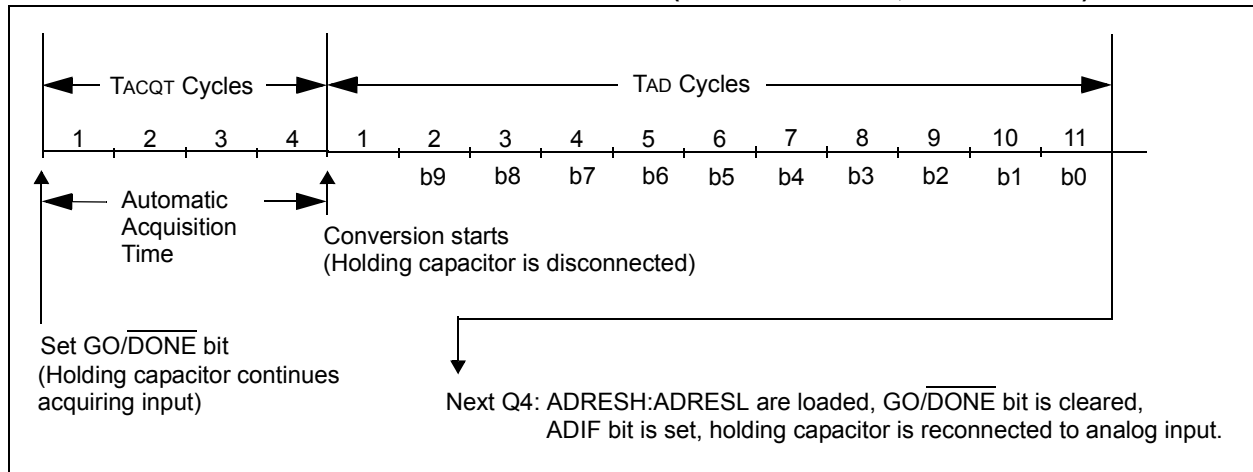 TACQT Cycles
TAD Cycles
1 2 3 4 1 2 3 4 5 6 7 8 9 10 11
b9 b8 b7 b6 b5 b4 b3 b2 b1 b0
Automatic
Acquisition
Time
Conversion starts
(Holding capacitor is disconnected)
Set GO/DONE bit
(Holding capacitor continues
acquiring input)
Next Q4: ADRESH:ADRESL are loaded, GO/DONE bit is cleared,
ADIF bit is set, holding capacitor is reconnected to analog input.